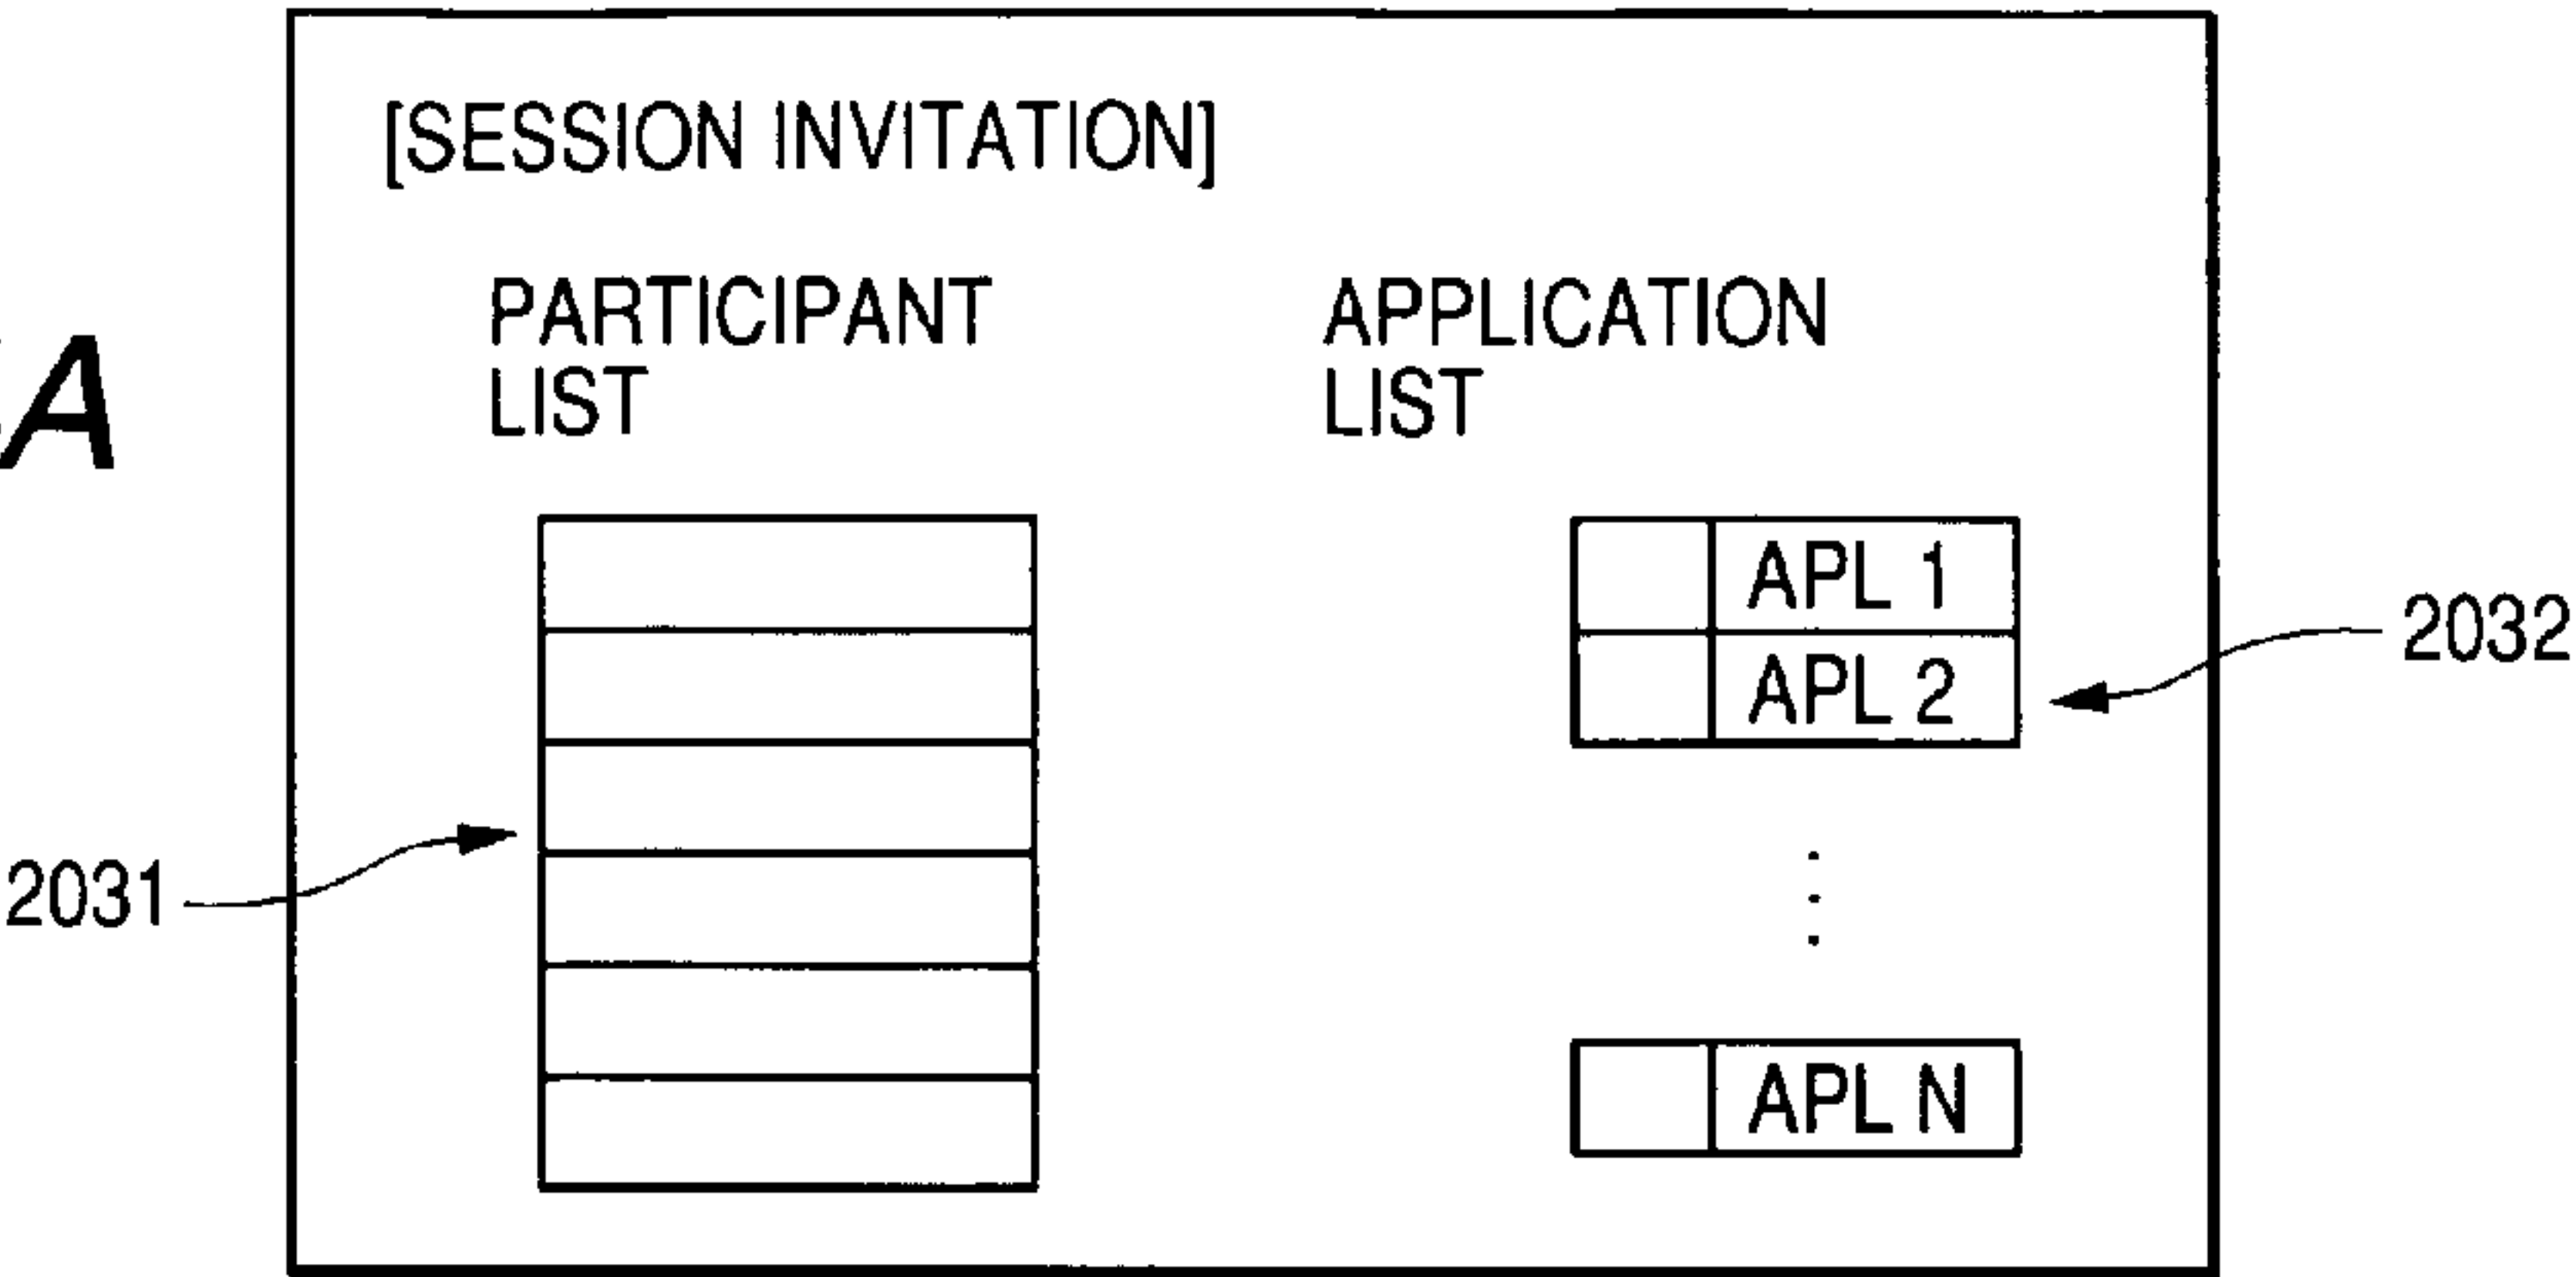 [SESSION INVITATION]
PARTICIPANT
LIST
APPLICATION
LIST
A
APL 1
APL 2
2032
2031
APL N